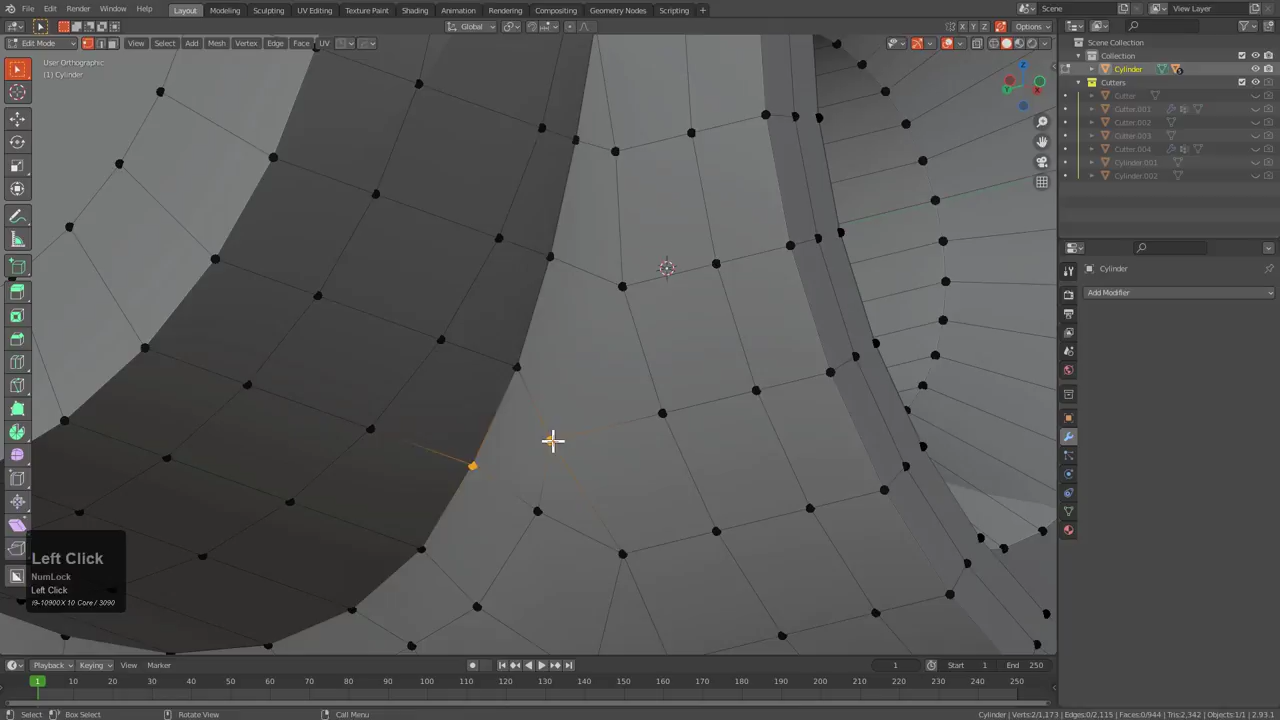 File Edit Render Window Help Layout Modeling Sculpting UV Editing Texture Paint Shading Animation Rendering Compositing Geometry Nodes Scripting + Scene View Layer
Global Options X Y Z
Edit Mode View Select Add Mesh Vertex Edge Face UV
User Orthographic
(1) Cylinder
Scene Collection
Collection
Cylinder
Cutters
Cutter
Cutter.001
Cutter.002
Cutter.003
Cutter.004
Cylinder.001
Cylinder.002
Cylinder
Add Modifier
Z
X
Y
Left Click
NumLock
Left Click
i9-10900X 10 Core / 3090
Playback Keying View Marker 1 Start 1 End 250
1 10 20 30 40 50 60 70 80 90 100 110 120 130 140 150 160 170 180 190 200 210 220 230 240 250
Select Box Select Rotate View Call Menu Cylinder | Verts:2/1,173 | Edges:0/2,115 | Faces:0/944 | Tris:2,342 | Objects:1/1 | 2.93.1